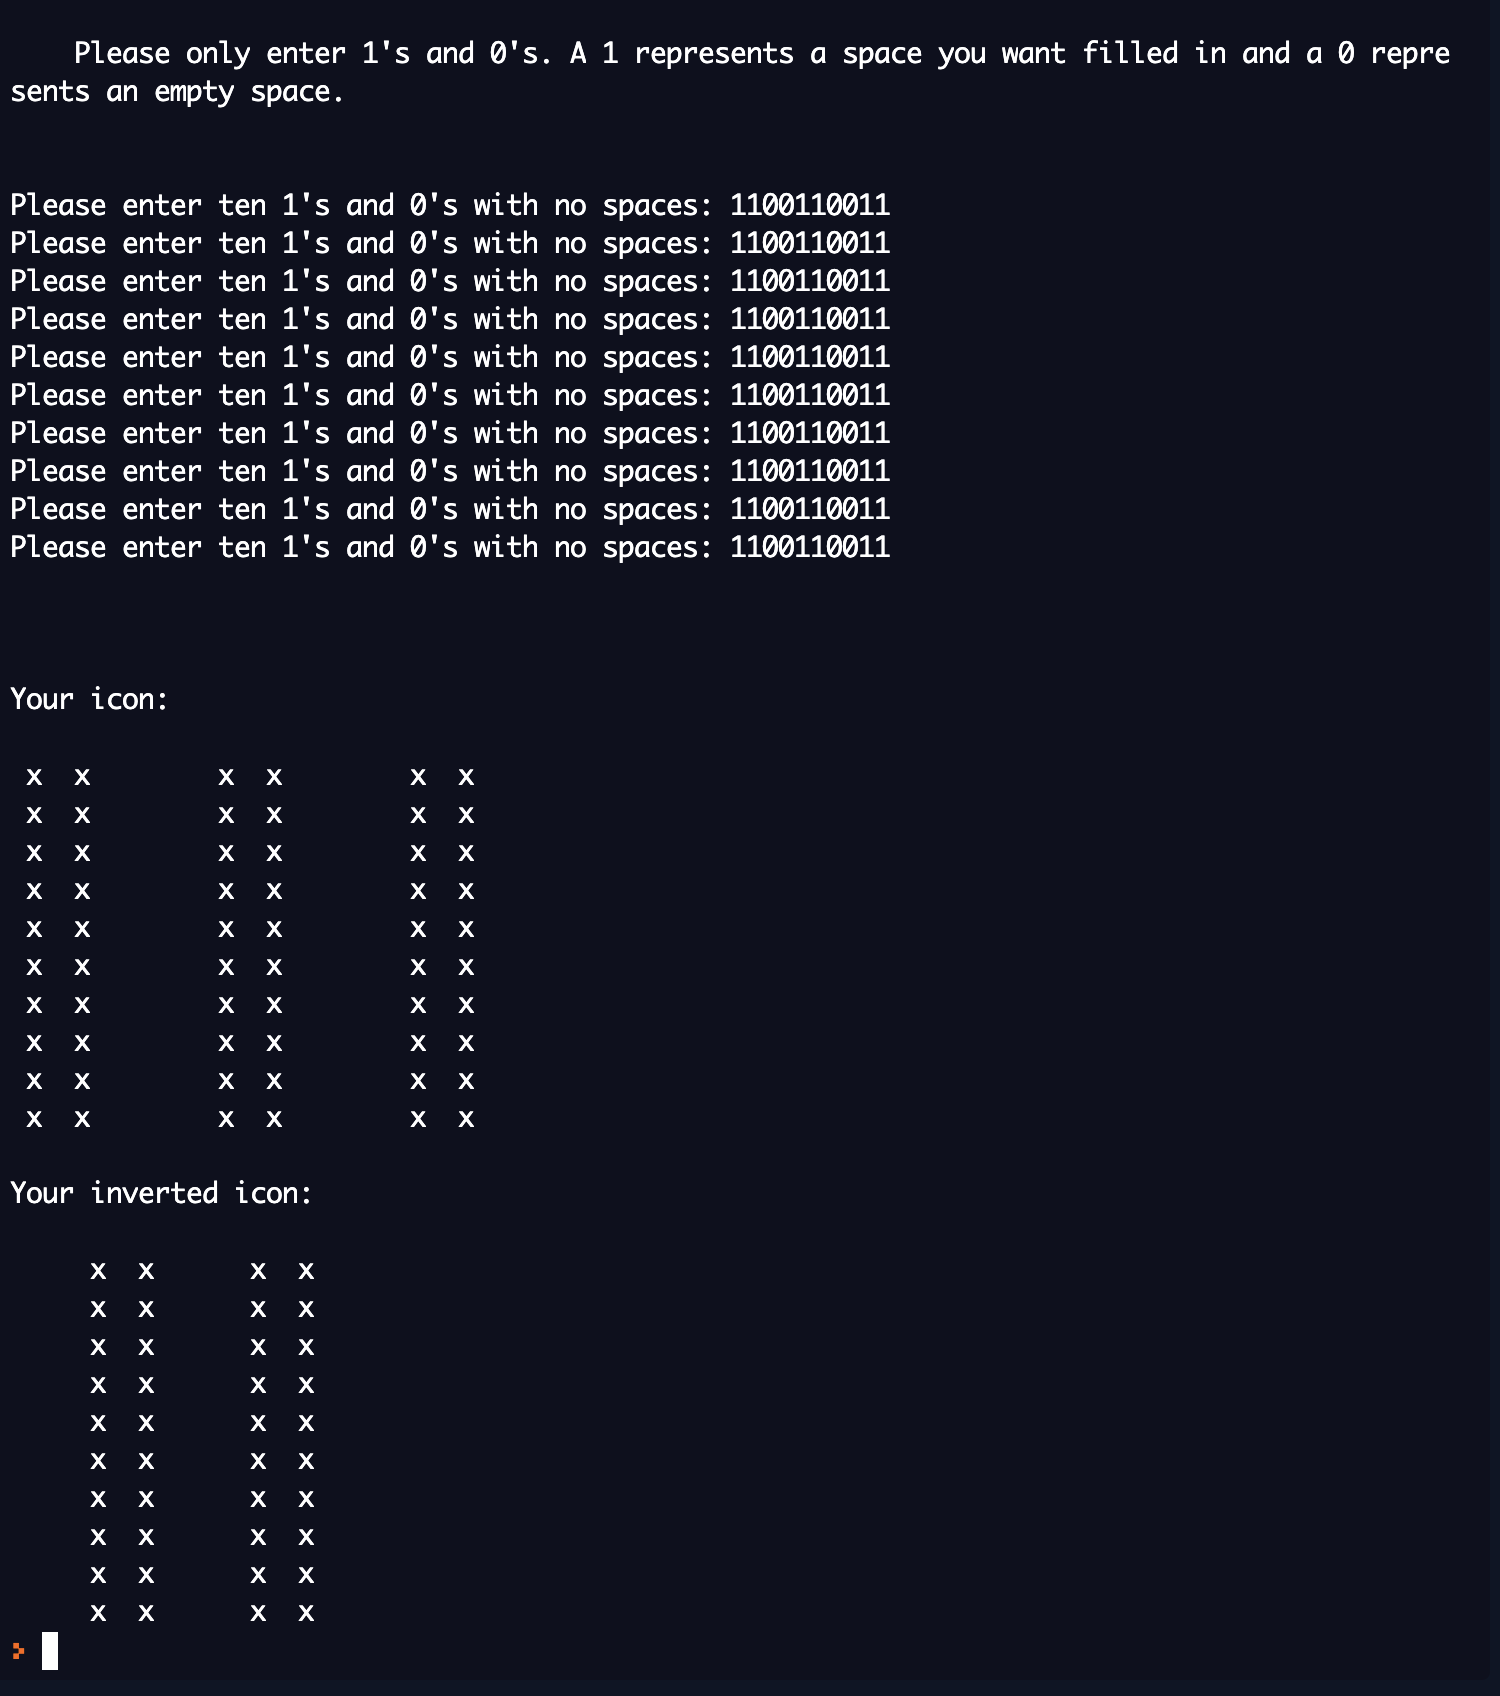 Please only enter 1's and 0's. A 1 represents a space you want filled in and a 0 repre
sents an empty space.
Please enter ten 1's and 0's with no spaces: 1100110011
Please enter ten 1's and 0's with no spaces: 1100110011
Please enter ten 1's and 0's with no spaces: 1100110011
Please enter ten 1's and 0's with no spaces: 1100110011
Please enter ten 1's and 0's with no spaces: 1100110011
Please enter ten 1's and 0's with no spaces: 1100110011
Please enter ten 1's and 0's with no spaces: 1100110011
Please enter ten 1's and 0's with no spaces: 1100110011
Please enter ten 1's and 0's with no spaces: 1100110011
Please enter ten 1's and 0's with no spaces: 1100110011
Your icon:
 x  x        x  x        x  x
 x  x        x  x        x  x
 x  x        x  x        x  x
 x  x        x  x        x  x
 x  x        x  x        x  x
 x  x        x  x        x  x
 x  x        x  x        x  x
 x  x        x  x        x  x
 x  x        x  x        x  x
 x  x        x  x        x  x
Your inverted icon:
     x  x      x  x
     x  x      x  x
     x  x      x  x
     x  x      x  x
     x  x      x  x
     x  x      x  x
     x  x      x  x
     x  x      x  x
     x  x      x  x
     x  x      x  x
>